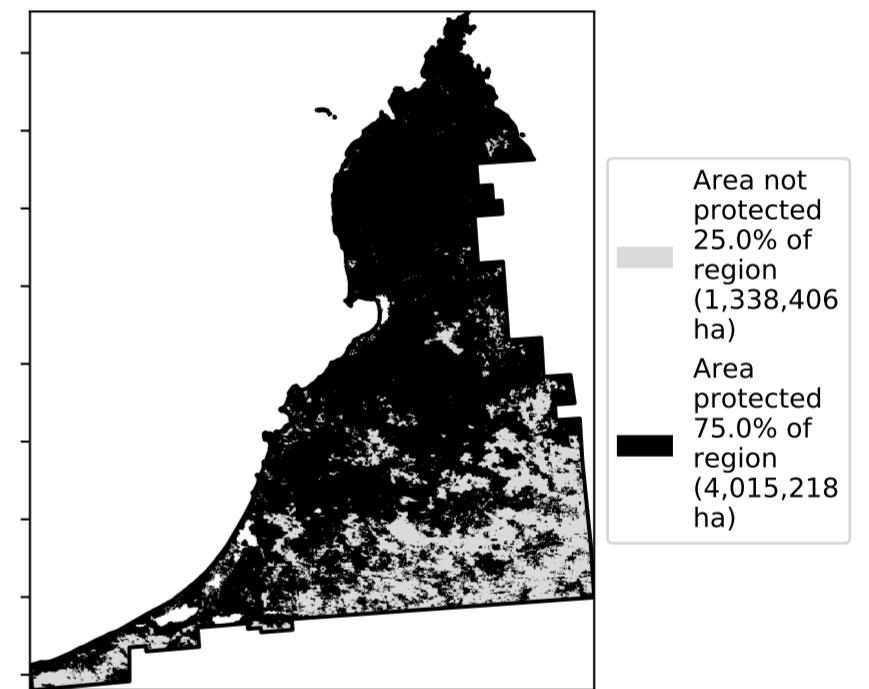 Area not
protected
25.0% of
region
(1,338,406
ha)
Area
protected
75.0% of
region
(4,015,218
ha)